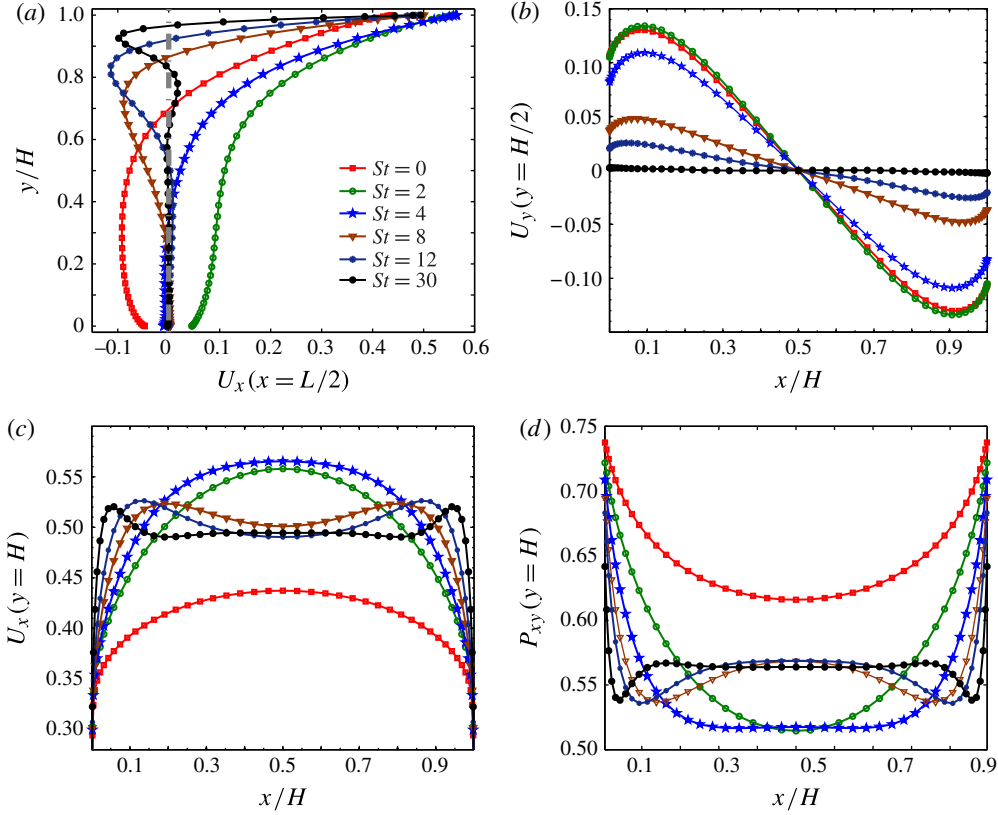 (a)
1.0
0.8
0.6
0.4
0.2
0
y/H
St = 0
St = 2
St = 4
St = 8
St = 12
St = 30
−0.1 0 0.1 0.2 0.3 0.4 0.5 0.6
U_x(x = L/2)
(b)
0.15
0.10
0.05
0
−0.05
−0.10
U_y(y = H/2)
0.1 0.3 0.5 0.7 0.9
x/H
(c)
0.55
0.50
0.45
0.40
0.35
0.30
U_x(y = H)
0.1 0.3 0.5 0.7 0.9
x/H
(d)
0.75
0.70
0.65
0.60
0.55
0.50
P_xy(y = H)
0.1 0.3 0.5 0.7 0.9
x/H